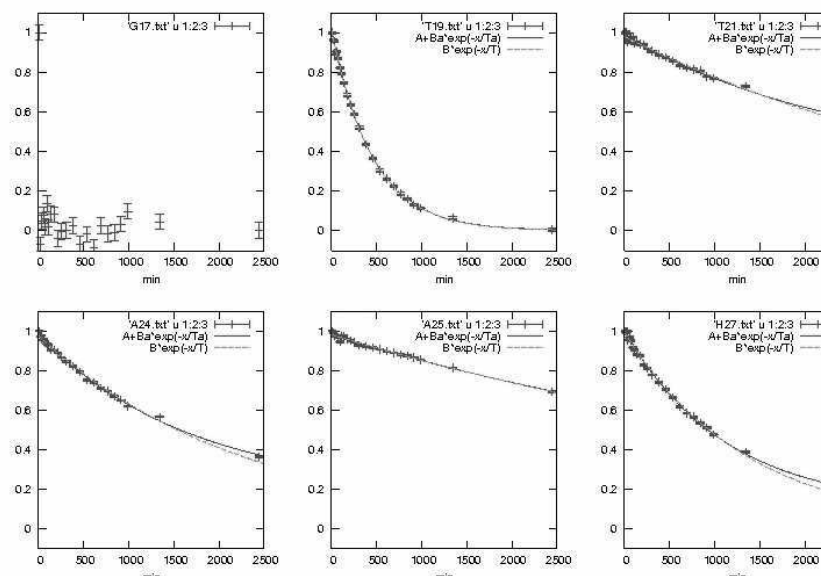 'G17.txt' u 1:2:3
1
0.8
0.6
0.4
0.2
0
0 500 1000 1500 2000 2500
min
'T19.txt' u 1:2:3
A+Ba*exp(-x/Ta)
B*exp(-x/T)
1
0.8
0.6
0.4
0.2
0
0 500 1000 1500 2000 2500
min
'T21.txt' u 1:2:3
A+Ba*exp(-x/Ta)
B*exp(-x/T)
1
0.8
0.6
0.4
0.2
0
0 500 1000 1500 2000
min
'A24.txt' u 1:2:3
A+Ba*exp(-x/Ta)
B*exp(-x/T)
1
0.8
0.6
0.4
0.2
0
0 500 1000 1500 2000 2500
min
'A25.txt' u 1:2:3
A+Ba*exp(-x/Ta)
B*exp(-x/T)
1
0.8
0.6
0.4
0.2
0
0 500 1000 1500 2000 2500
min
'H27.txt' u 1:2:3
A+Ba*exp(-x/Ta)
B*exp(-x/T)
1
0.8
0.6
0.4
0.2
0
0 500 1000 1500 2000
min